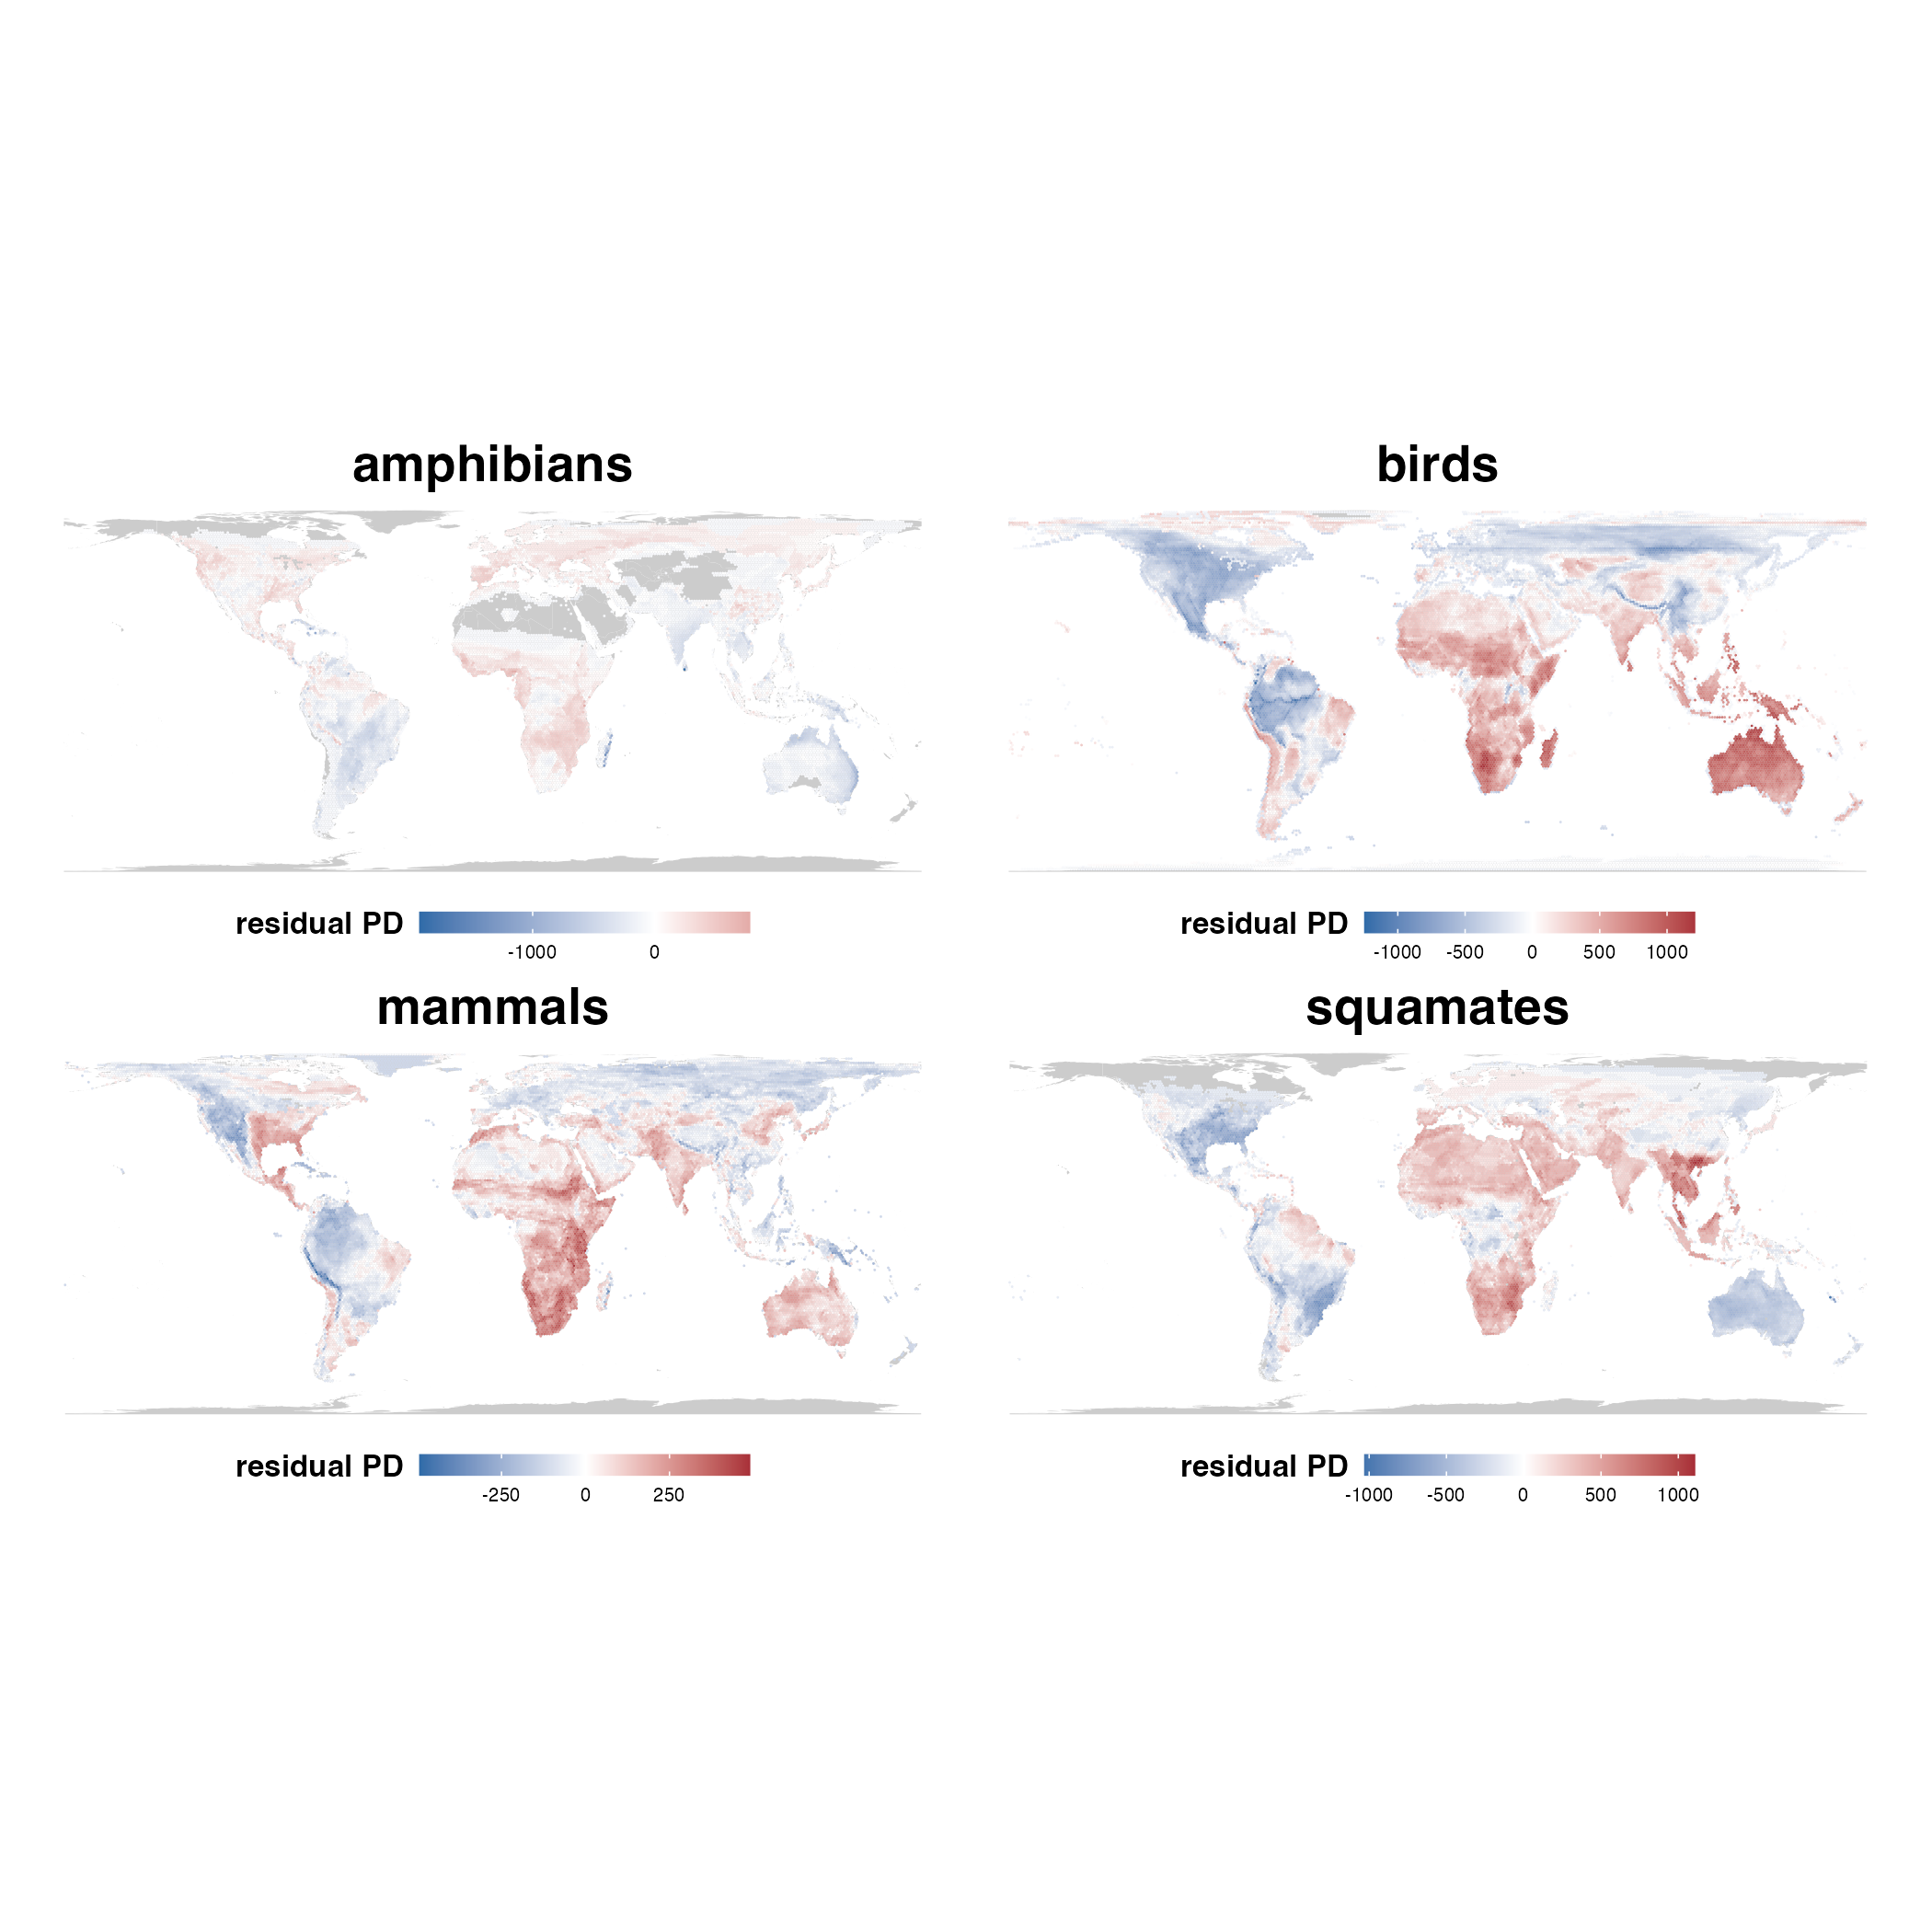 amphibians
birds
residual PD
-1000 0
residual PD
-1000 -500 0 500 1000
mammals
squamates
residual PD
-250 0 250
residual PD
-1000 -500 0 500 1000